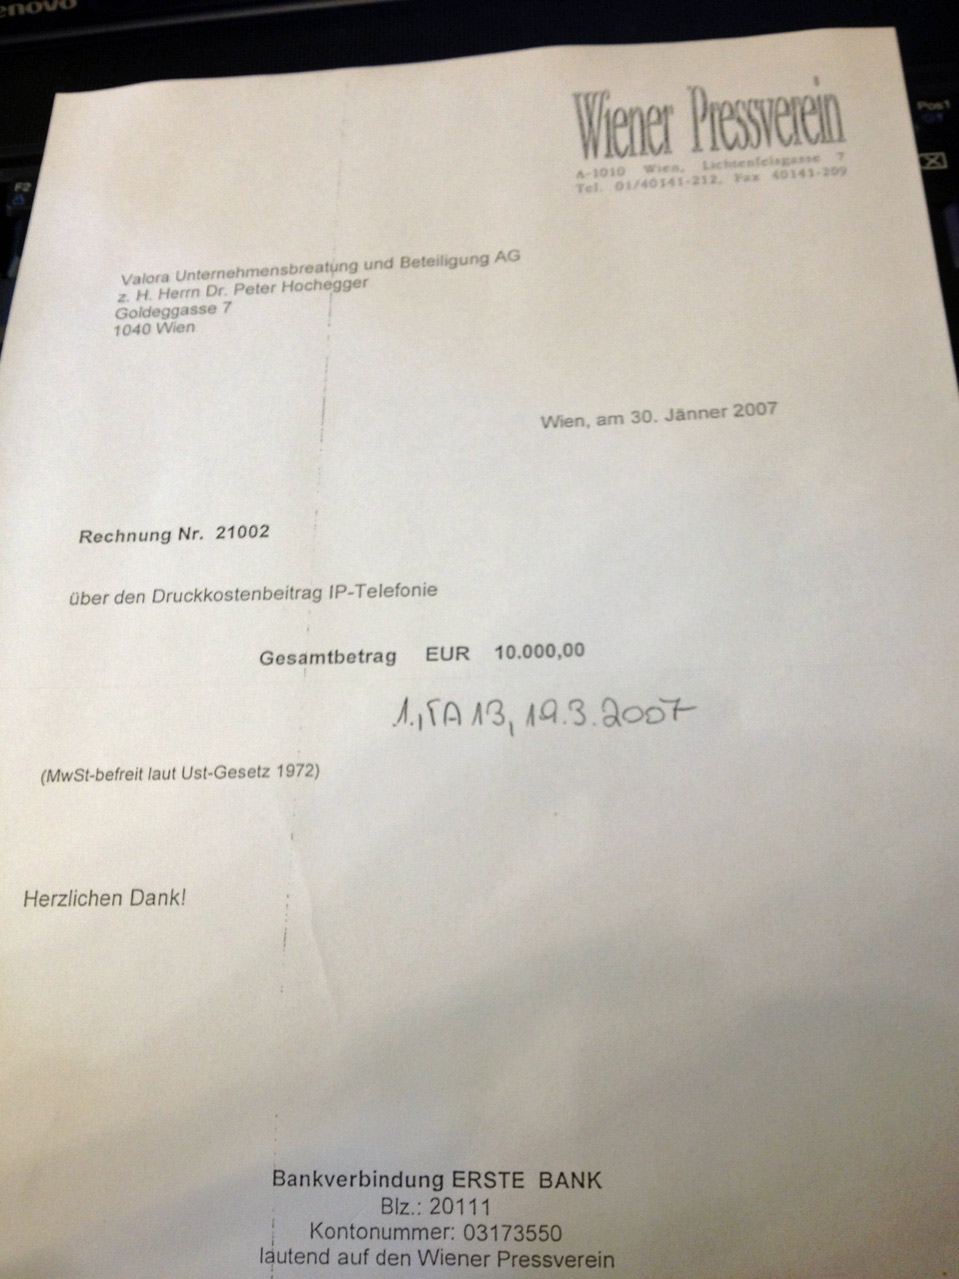 enovo
Pos1
F2
Wiener Pressverein
A-1010 Wien, Lichtenfelsgasse 7
Tel. 01/40141-212, Fax 40141-209
Valora Unternehmensbreatung und Beteiligung AG
z. H. Herrn Dr. Peter Hochegger
Goldeggasse 7
1040 Wien
Wien, am 30. Jänner 2007
Rechnung Nr. 21002
über den Druckkostenbeitrag IP-Telefonie
Gesamtbetrag EUR 10.000,00
19.3.2007
(MwSt-befreit laut Ust-Gesetz 1972)
Herzlichen Dank!
Bankverbindung ERSTE BANK
Blz.: 20111
Kontonummer: 03173550
lautend auf den Wiener Pressverein